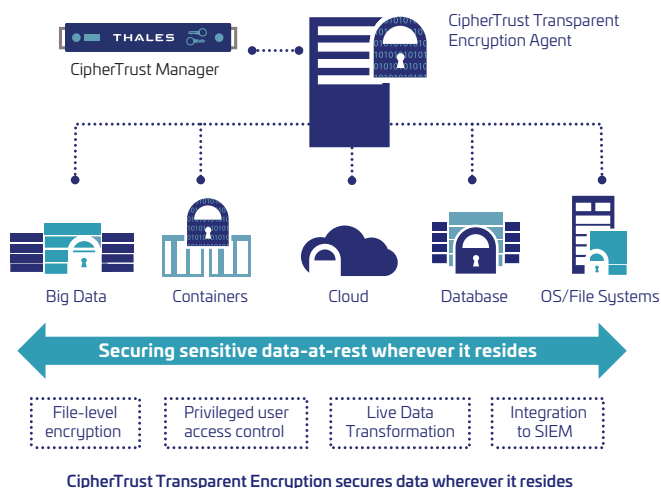 THALES
CipherTrust Manager
CipherTrust Transparent
Encryption Agent
Big Data
Containers
Cloud
Database
OS/File Systems
Securing sensitive data-at-rest wherever it resides
File-level
encryption
Privileged user
access control
Live Data
Transformation
Integration
to SIEM
CipherTrust Transparent Encryption secures data wherever it resides